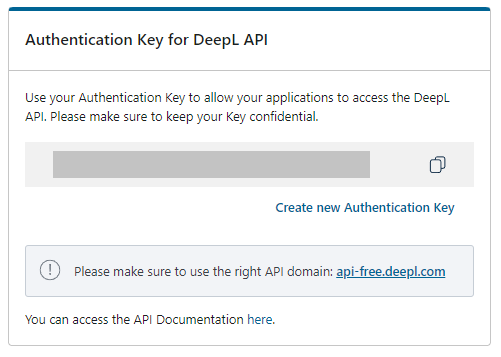 Authentication Key for DeepL API
Use your Authentication Key to allow your applications to access the DeepL
API. Please make sure to keep your Key confidential.
Create new Authentication Key
Please make sure to use the right API domain: api-free.deepl.com
You can access the API Documentation here.